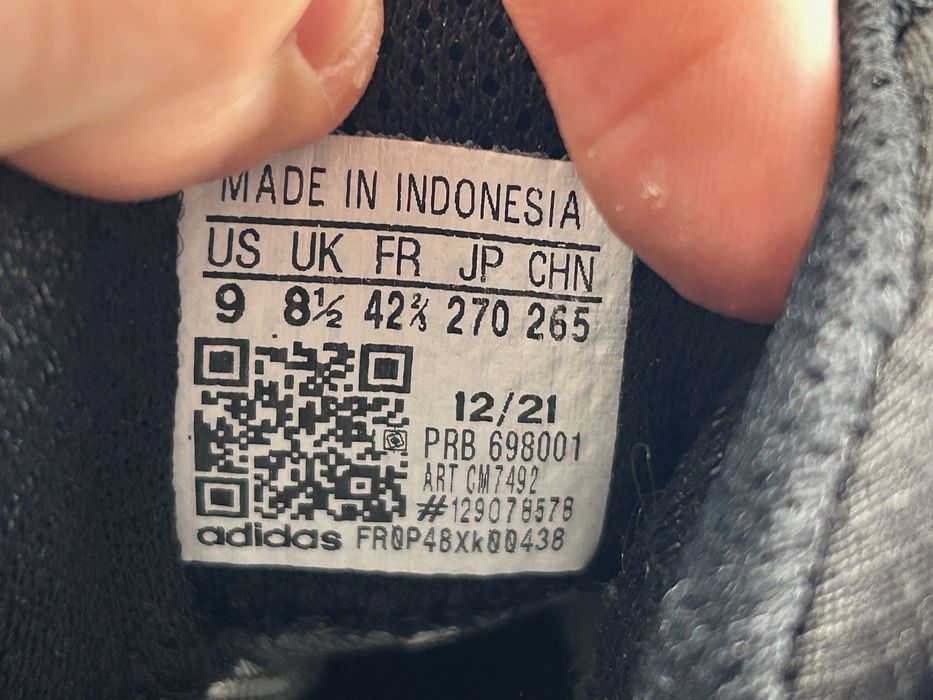 MADE IN INDONESIA
US UK FR JP CHN
9 8½ 42⅔ 270 265
12/21
PRB 698001
ART CM7492
#129078578
adidas FR0P48Xk00438